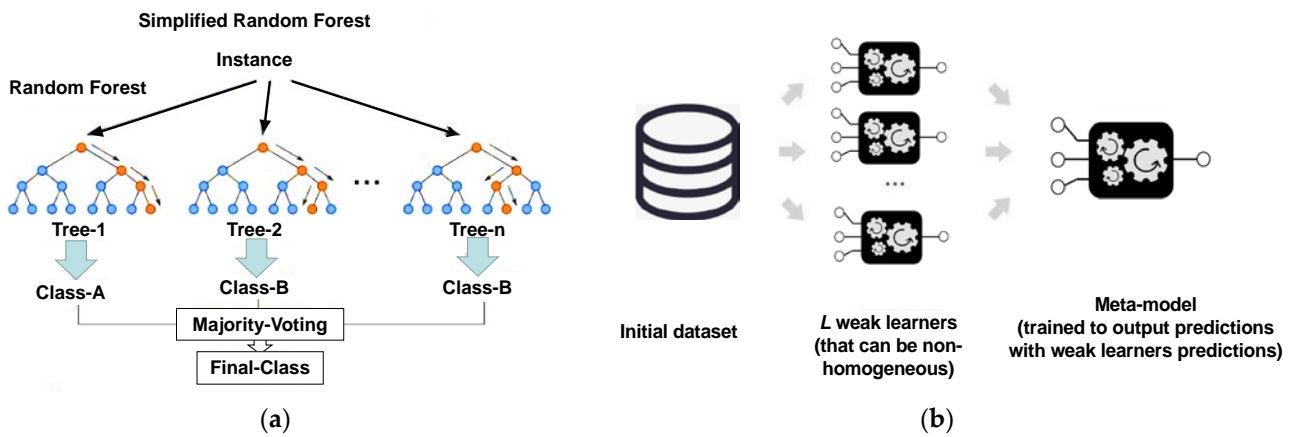 Simplified Random Forest
Instance
Random Forest
...
Tree-1
Tree-2
Tree-n
Class-A
Class-B
Class-B
Majority-Voting
Final-Class
(a)
...
Initial dataset
L weak learners
(that can be non-
homogeneous)
Meta-model
(trained to output predictions
with weak learners predictions)
(b)